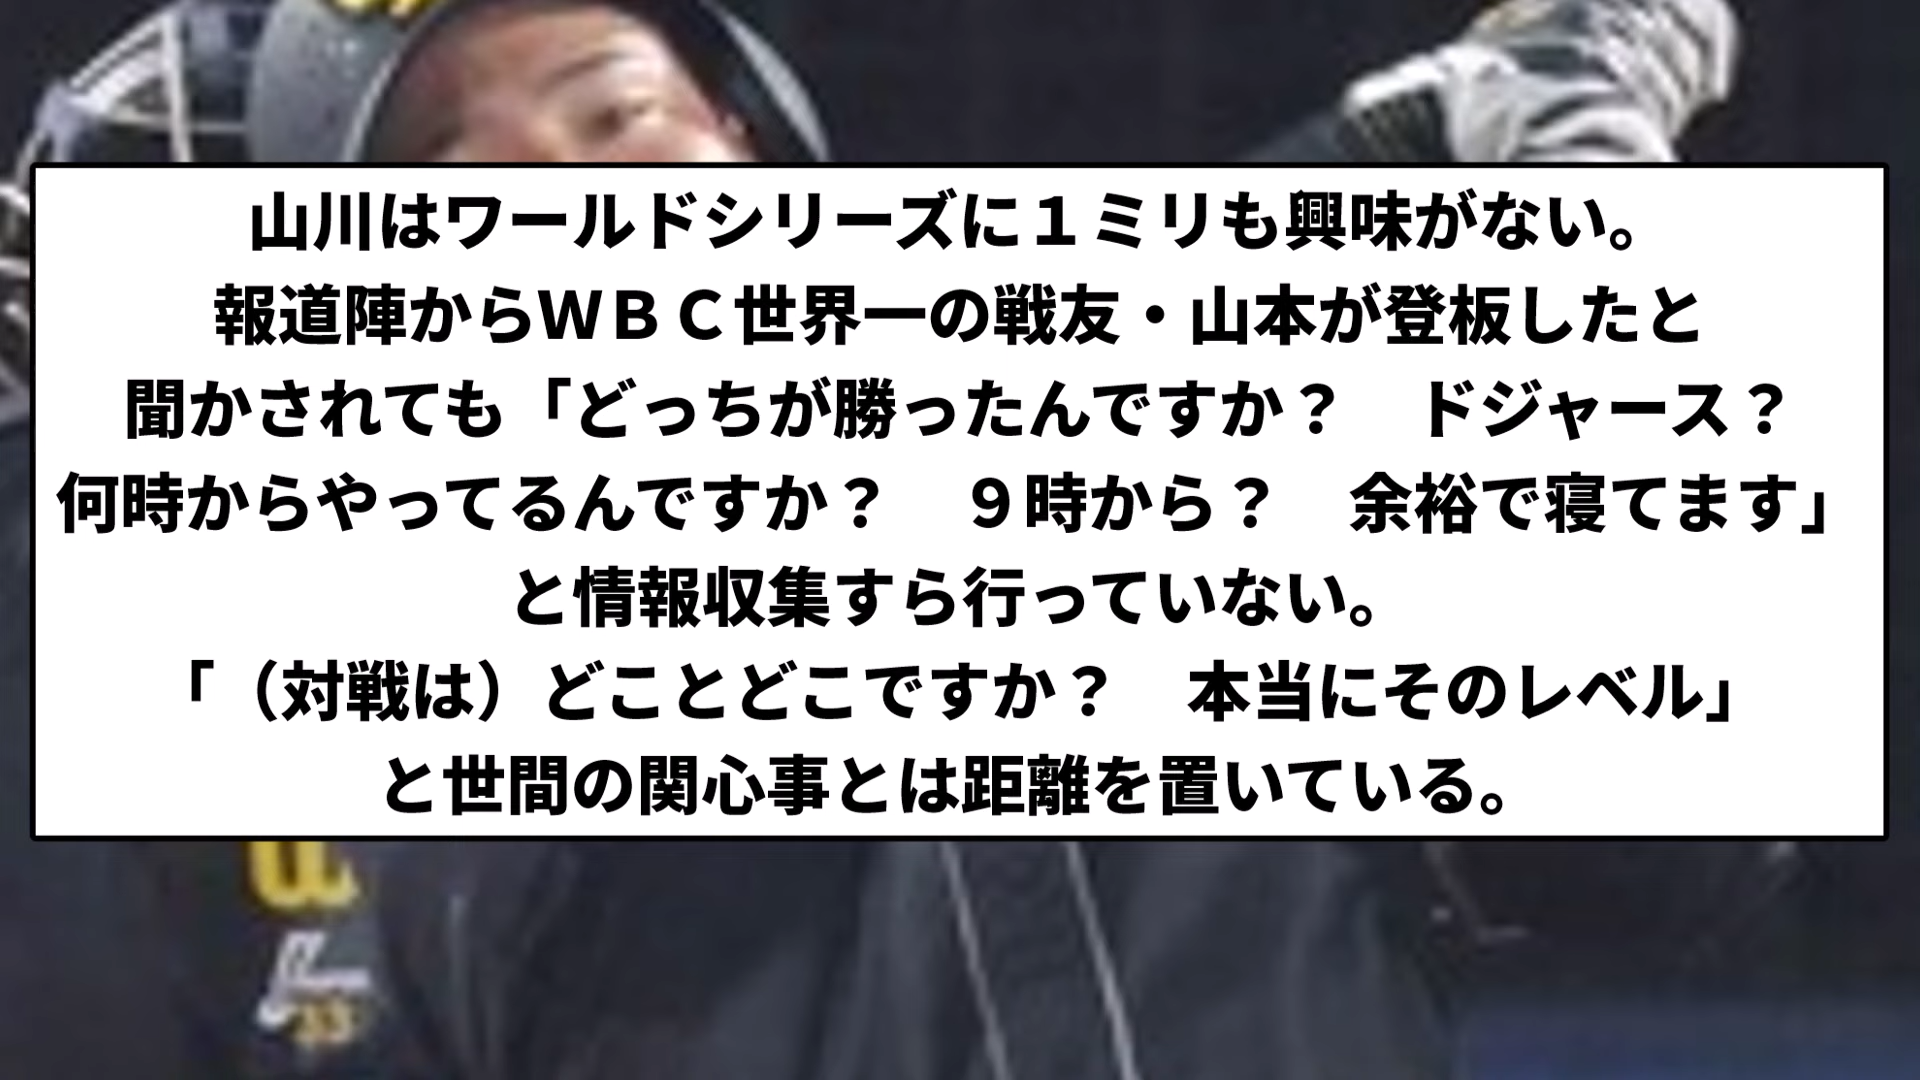 山川はワールドシリーズに１ミリも興味がない。
報道陣からＷＢＣ世界一の戦友・山本が登板したと
聞かされても「どっちが勝ったんですか？　ドジャース？
何時からやってるんですか？　９時から？　余裕で寝てます」
と情報収集すら行っていない。
「（対戦は）どことどこですか？　本当にそのレベル」
と世間の関心事とは距離を置いている。